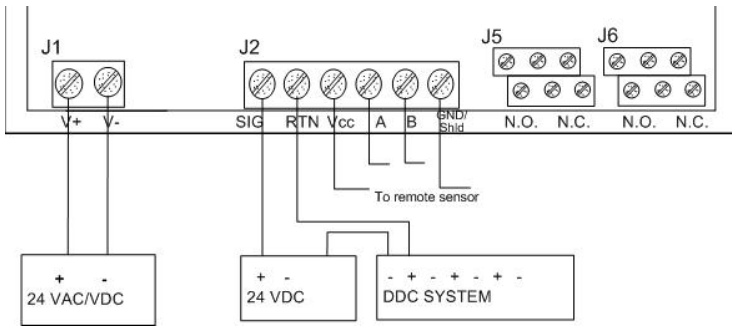 J1
J2
J5
J6
V+ V-
SIG RTN Vcc A B GND/
Shld
N.O. N.C.
N.O. N.C.
To remote sensor
+ -
24 VAC/VDC
+ -
24 VDC
- + - + - + -
DDC SYSTEM